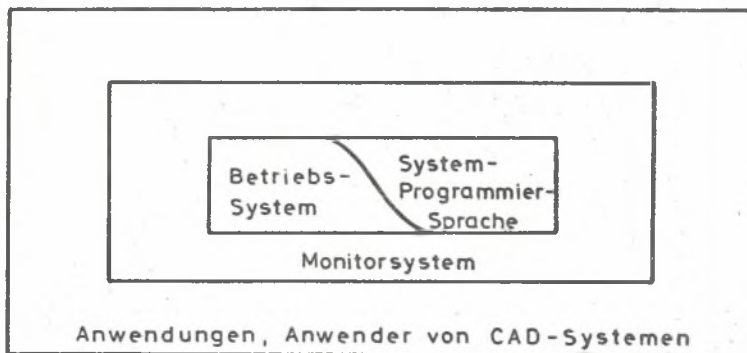 Betriebs-
System
System-
Programmier-
Sprache
Monitorsystem
Anwendungen, Anwender von CAD-Systemen